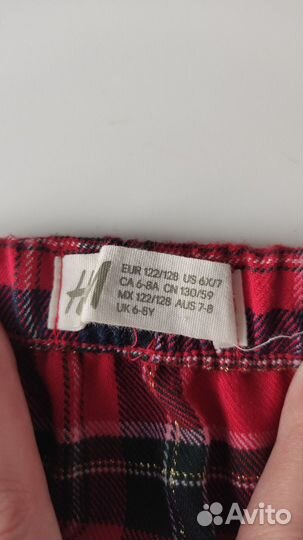 H&M
EUR 122/128 US 6X/7
CA 6-8A CN 130/59
MX 122/128 AUS 7-8
UK 6-8Y
Avito